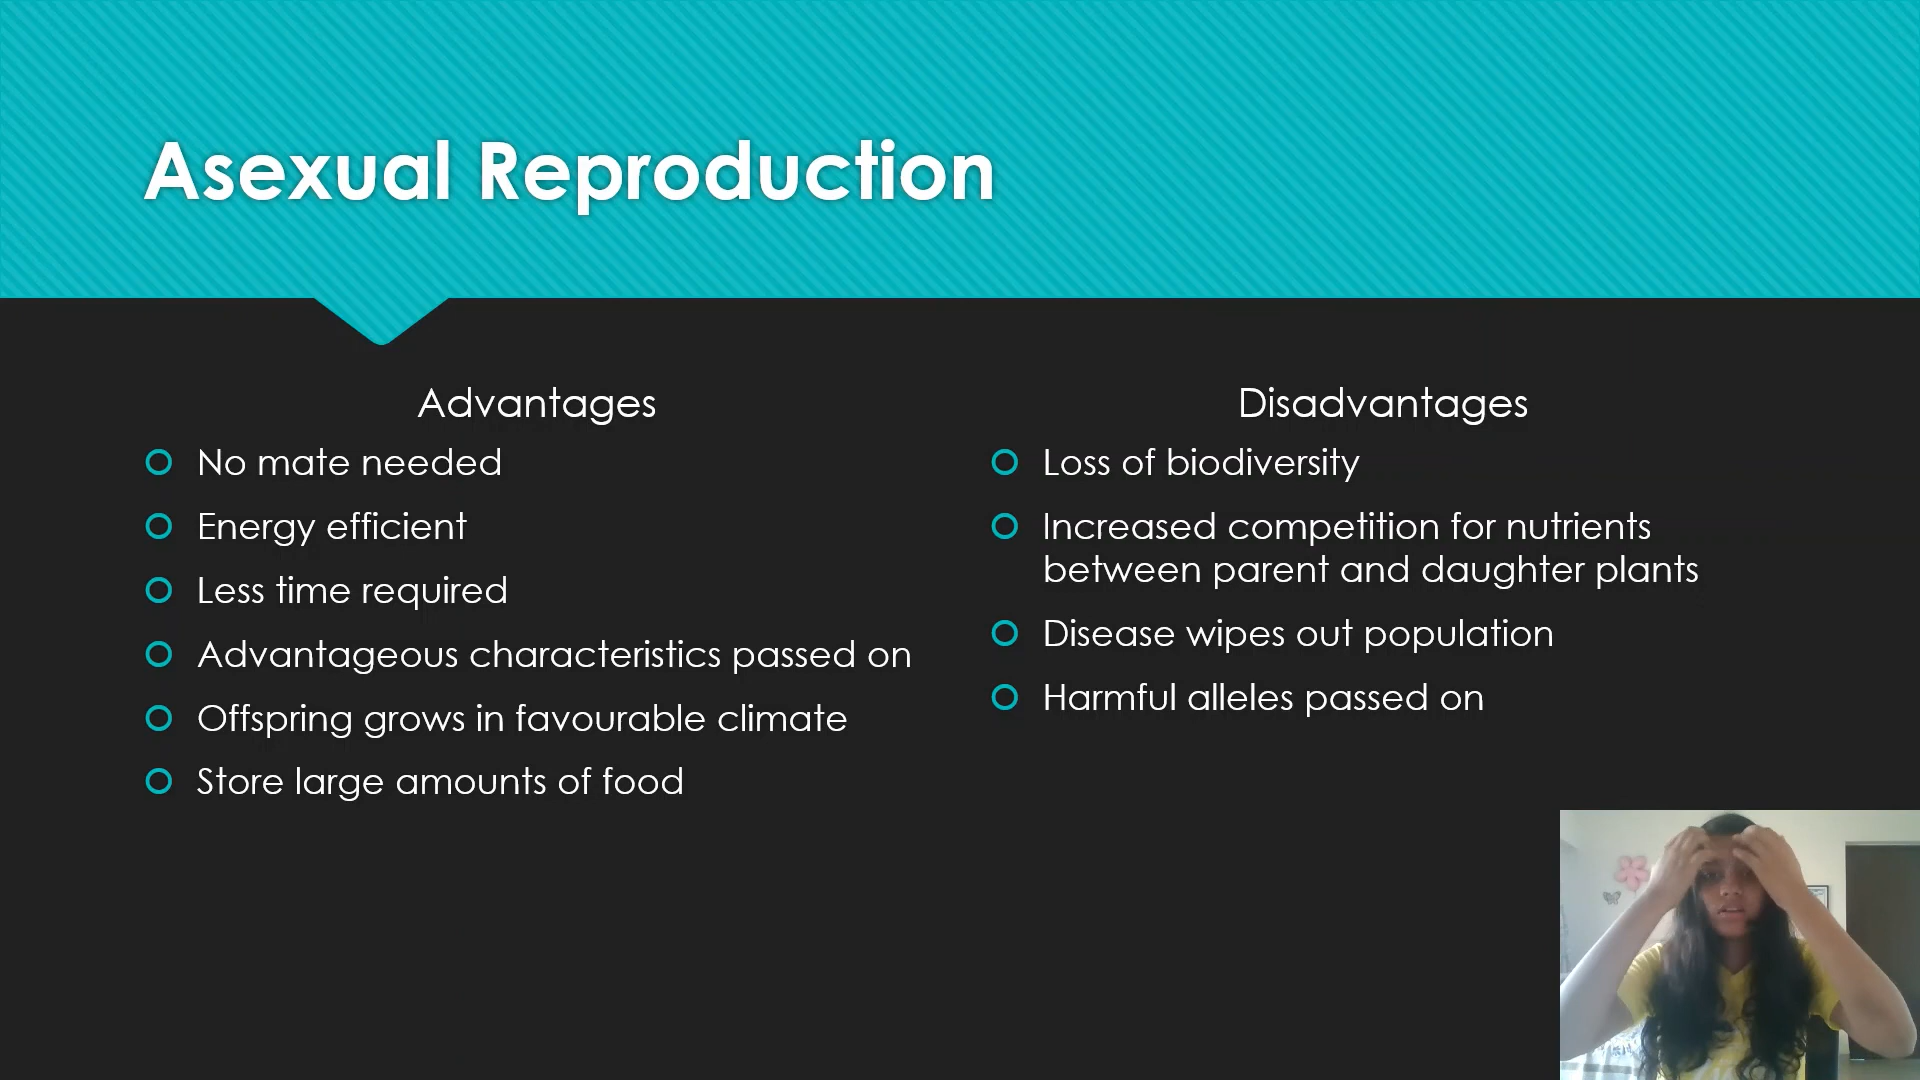 Asexual Reproduction
Advantages
No mate needed
Energy efficient
Less time required
Advantageous characteristics passed on
Offspring grows in favourable climate
Store large amounts of food
Disadvantages
Loss of biodiversity
Increased competition for nutrients
between parent and daughter plants
Disease wipes out population
Harmful alleles passed on